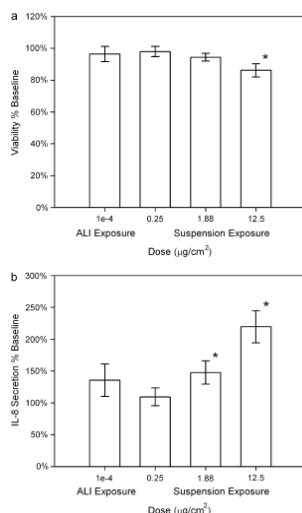 a
120%
100%
80%
60%
40%
20%
0%
Viability % Baseline
1e-4 0.25 1.88 12.5
ALI Exposure Suspension Exposure
Dose (μg/cm²)
*
b
300%
250%
200%
150%
100%
50%
0%
IL-8 Secretion % Baseline
* *
1e-4 0.25 1.88 12.5
ALI Exposure Suspension Exposure
Dose (μg/cm²)